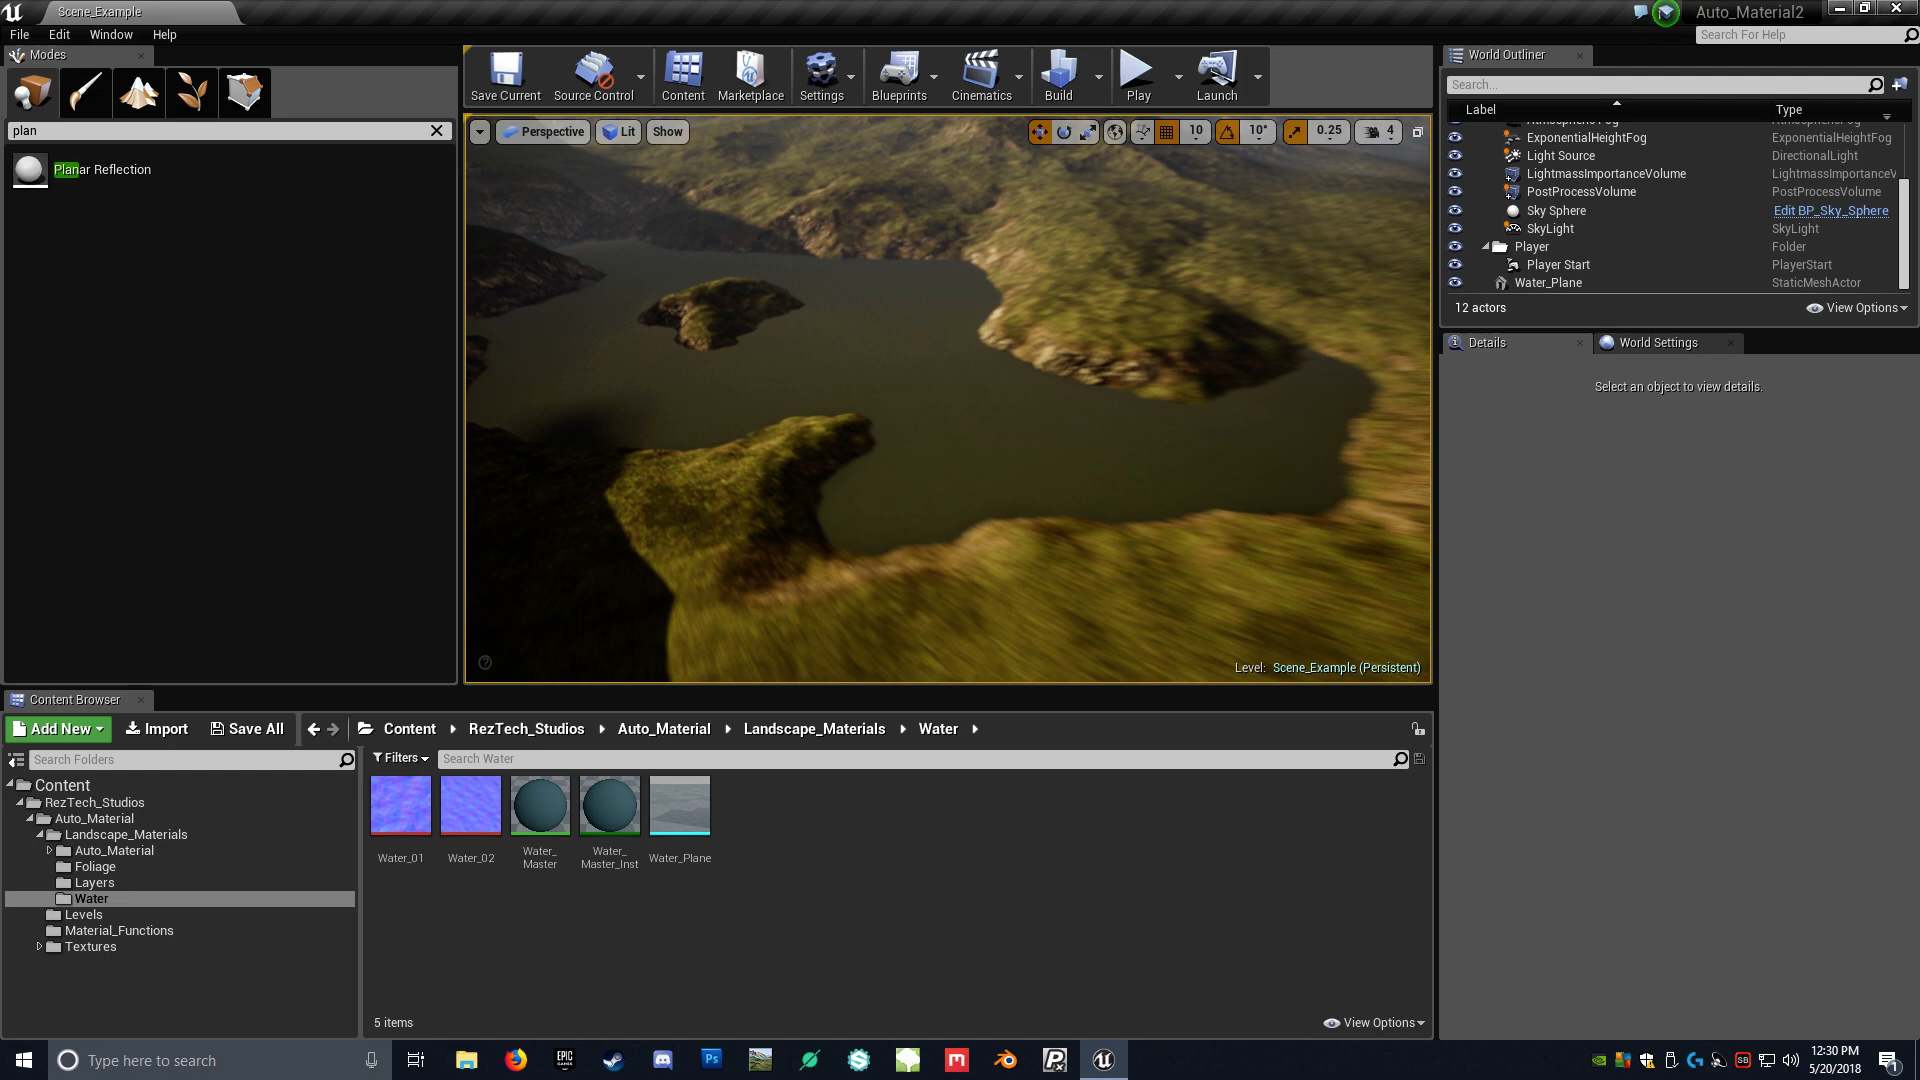 Scene_Example
Auto_Material2
File Edit Window Help
Search For Help
Modes
plan
Planar Reflection
Save Current
Source Control
Content
Marketplace
Settings
Blueprints
Cinematics
Build
Play
Launch
Perspective
Lit
Show
10
10°
0.25
4
Level: Scene_Example (Persistent)
World Outliner
Search...
Label Type
ExponentialHeightFog ExponentialHeightFog
Light Source DirectionalLight
LightmassImportanceVolume LightmassImportanceV
PostProcessVolume PostProcessVolume
Sky Sphere Edit BP_Sky_Sphere
SkyLight SkyLight
Player Folder
Player Start PlayerStart
Water_Plane StaticMeshActor
12 actors
View Options
Details
World Settings
Select an object to view details.
Content Browser
Add New
Import
Save All
Content
RezTech_Studios
Auto_Material
Landscape_Materials
Water
Search Folders
Filters
Search Water
Content
RezTech_Studios
Auto_Material
Landscape_Materials
Auto_Material
Foliage
Layers
Water
Levels
Material_Functions
Textures
Water_01
Water_02
Water_
Master
Water_
Master_Inst
Water_Plane
5 items
View Options
Type here to search
EPIC
GAMES
Ps
SB
12:30 PM
5/20/2018
1